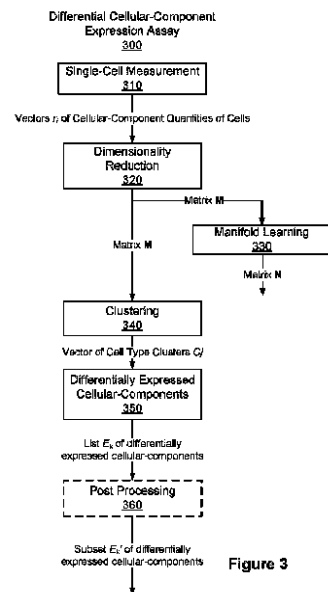 Differential Cellular-Component
Expression Assay
300
Single-Cell Measurement
310
Vectors rᵢ of Cellular-Component Quantities of Cells
Dimensionality
Reduction
320
Matrix M
Manifold Learning
330
Matrix M
Matrix N
Clustering
340
Vector of Cell Type Clusters Cⱼ
Differentially Expressed
Cellular-Components
350
List Eₖ of differentially
expressed cellular-components
Post Processing
360
Subset Eₖ' of differentially
expressed cellular-components
Figure 3